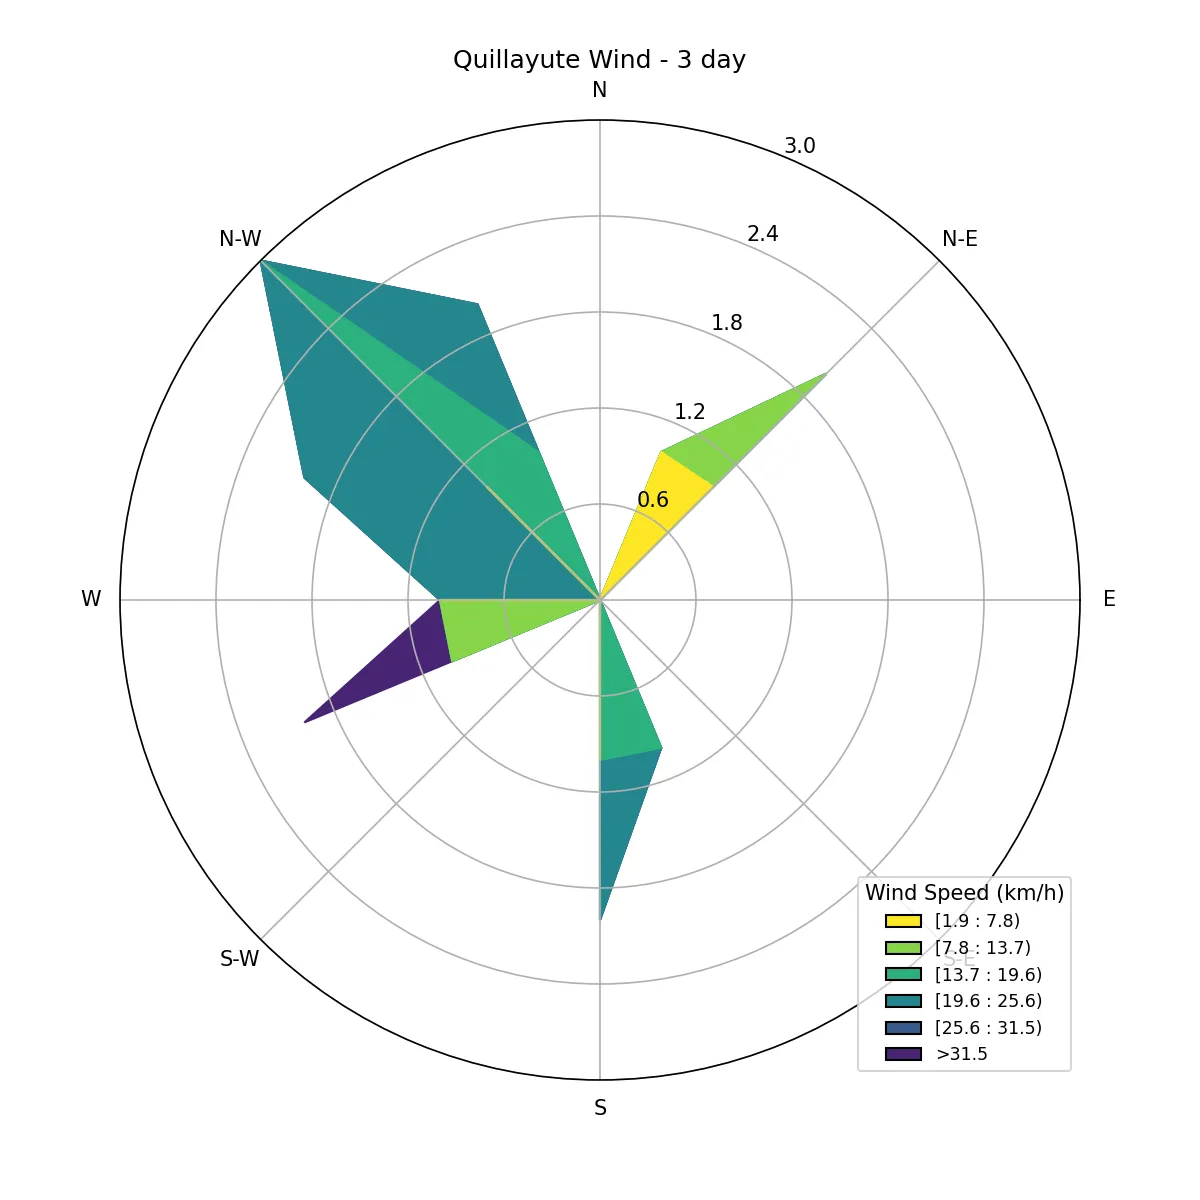 Quillayute Wind - 3 day
N
3.0
N-W
2.4
N-E
1.8
1.2
0.6
W
E
Wind Speed (km/h)
[1.9 : 7.8)
[7.8 : 13.7)
S-W
S-E
[13.7 : 19.6)
[19.6 : 25.6)
[25.6 : 31.5)
>31.5
S